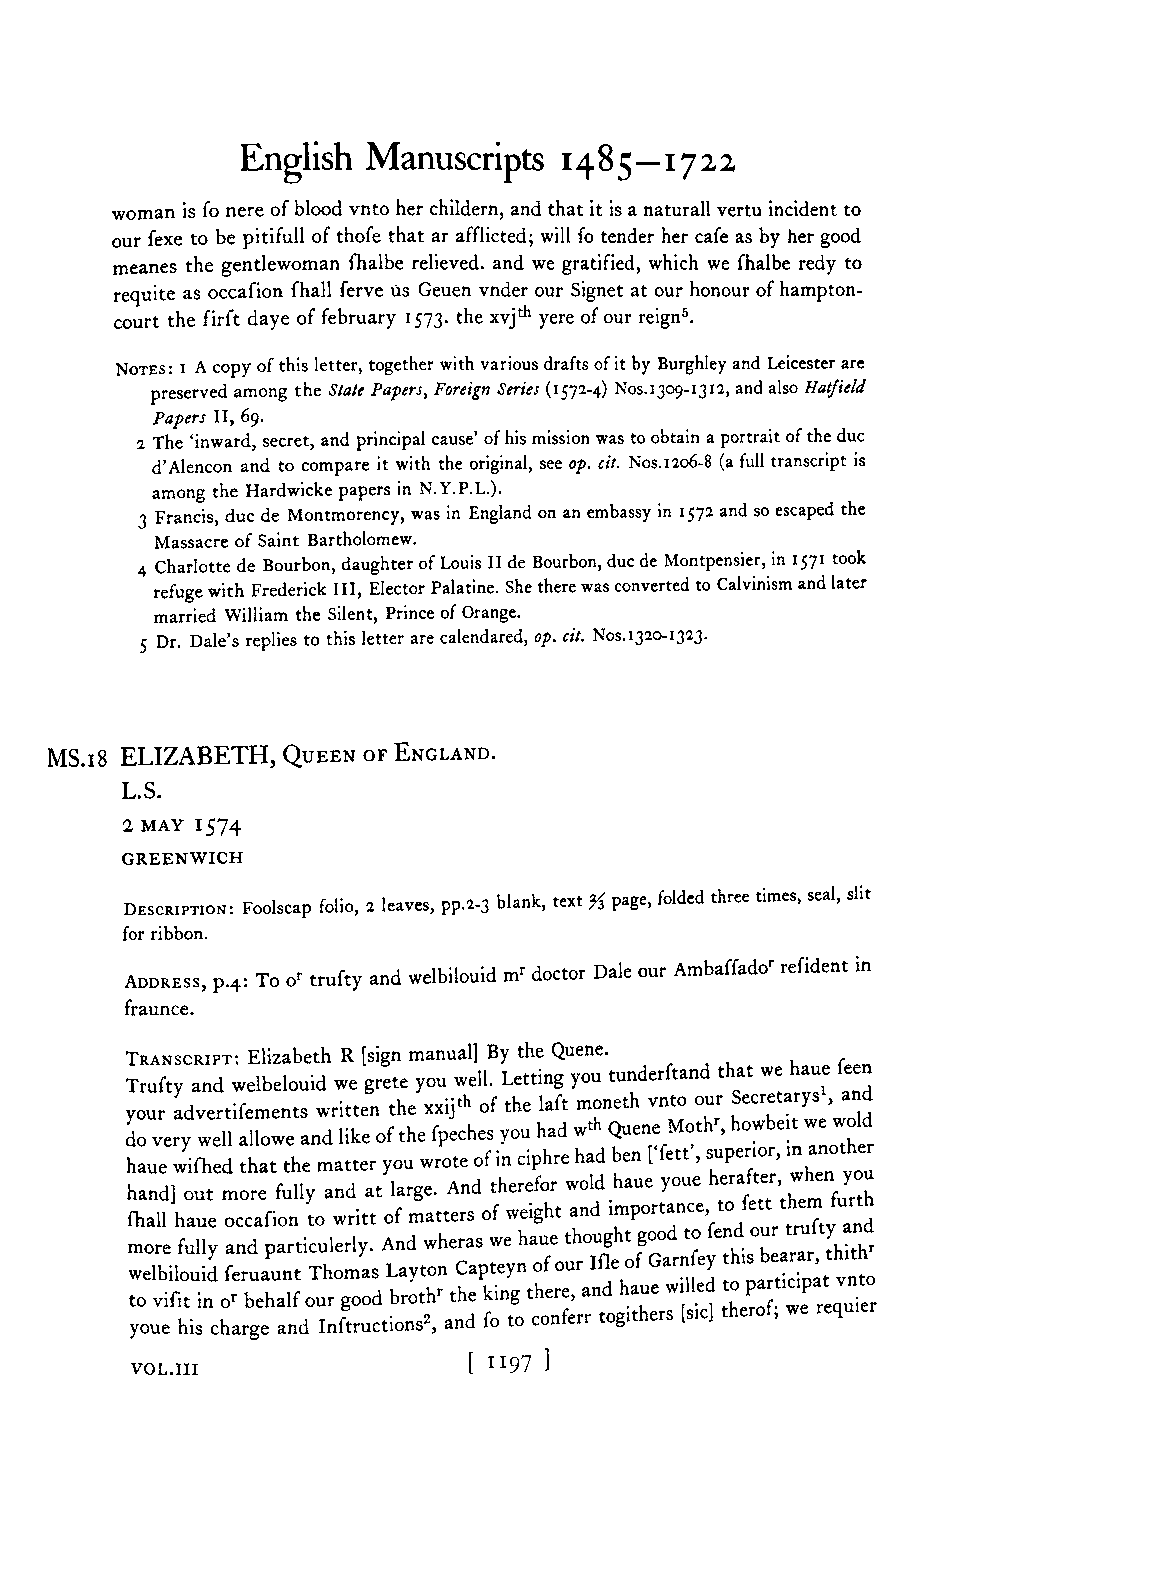 English Manuscripts 1485—1722
woman is ſo nere of blood vnto her childern, and that it is a naturall vertu incident to
our ſexe to be pitifull of thoſe that ar afflicted; will ſo tender her caſe as by her good
meanes the gentlewoman ſhalbe relieved. and we gratified, which we ſhalbe redy to
requite as occaſion ſhall ſerve us Geuen vnder our Signet at our honour of hampton-
court the firſt daye of february 1573. the xvjᵗʰ yere of our reign⁵.
NOTES: 1 A copy of this letter, together with various drafts of it by Burghley and Leicester are
preserved among the State Papers, Foreign Series (1572-4) Nos.1309-1312, and also Hatfield
Papers II, 69.
2 The ‘inward, secret, and principal cause’ of his mission was to obtain a portrait of the duc
d’Alencon and to compare it with the original, see op. cit. Nos.1206-8 (a full transcript is
among the Hardwicke papers in N.Y.P.L.).
3 Francis, duc de Montmorency, was in England on an embassy in 1572 and so escaped the
Massacre of Saint Bartholomew.
4 Charlotte de Bourbon, daughter of Louis II de Bourbon, duc de Montpensier, in 1571 took
refuge with Frederick III, Elector Palatine. She there was converted to Calvinism and later
married William the Silent, Prince of Orange.
5 Dr. Dale’s replies to this letter are calendared, op. cit. Nos.1320-1323.
MS.18 ELIZABETH, QUEEN OF ENGLAND.
L.S.
2 MAY 1574
GREENWICH
DESCRIPTION: Foolscap folio, 2 leaves, pp.2-3 blank, text ⅔ page, folded three times, seal, slit
for ribbon.
ADDRESS, p.4: To oʳ truſty and welbilouid mʳ doctor Dale our Ambaſſadoʳ reſident in
fraunce.
TRANSCRIPT: Elizabeth R [sign manual] By the Quene.
Truſty and welbelouid we grete you well. Letting you tunderſtand that we haue ſeen
your advertiſements written the xxijᵗʰ of the laſt moneth vnto our Secretarys¹, and
do very well allowe and like of the ſpeches you had wᵗʰ Quene Mothʳ, howbeit we wold
haue wiſhed that the matter you wrote of in ciphre had ben [‘ſett’, superior, in another
hand] out more fully and at large. And therefor wold haue youe herafter, when you
ſhall haue occaſion to writt of matters of weight and importance, to ſett them furth
more fully and particulerly. And wheras we haue thought good to ſend our truſty and
welbilouid ſeruaunt Thomas Layton Capteyn of our Iſle of Garnſey this bearar, thithʳ
to viſit in oʳ behalf our good brothʳ the king there, and haue willed to participat vnto
youe his charge and Inſtructions², and ſo to conferr togithers [sic] therof; we requier
VOL.III [ 1197 ]